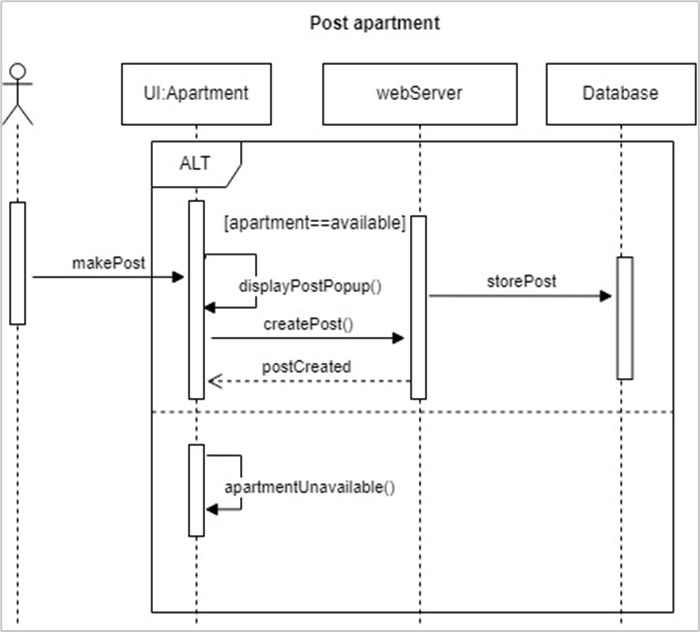 Post apartment
UI:Apartment
webServer
Database
ALT
[apartment==available]
makePost
displayPostPopup()
storePost
createPost()
postCreated
apartmentUnavailable()